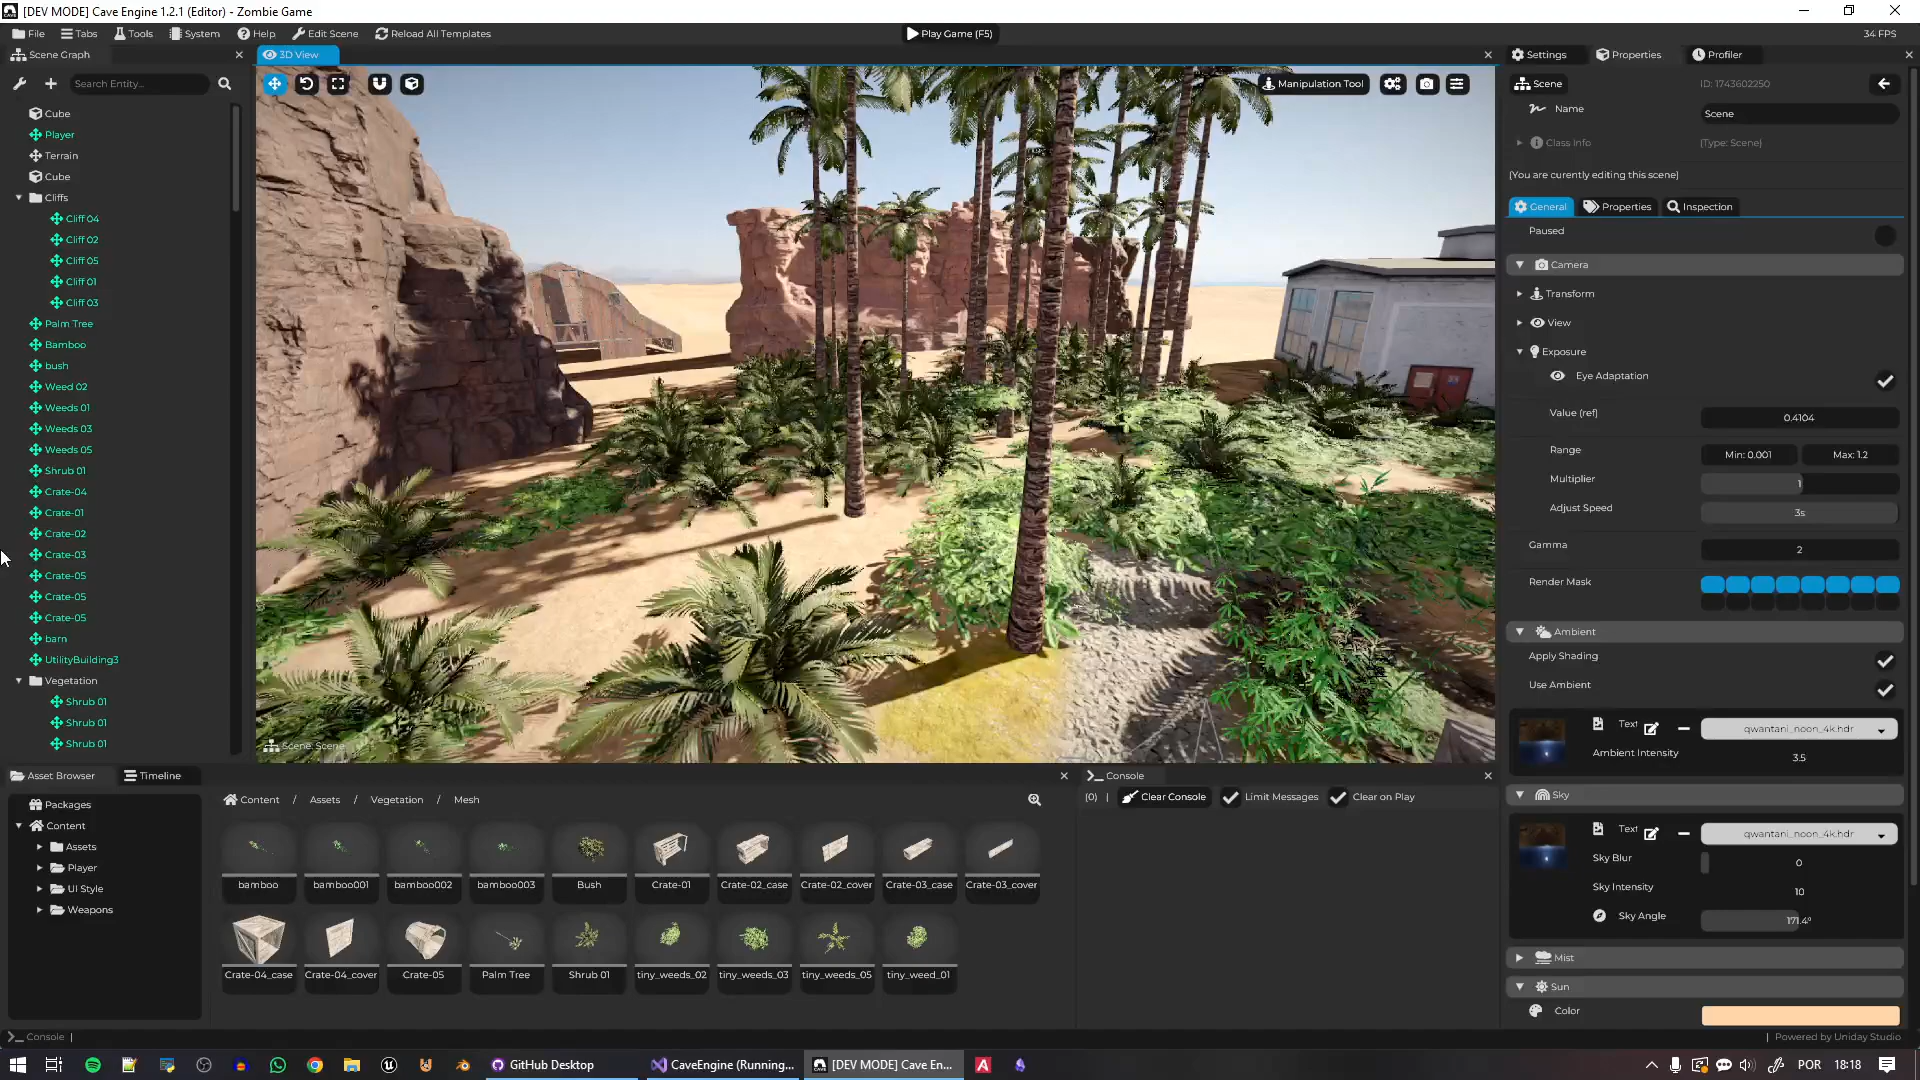 [DEV MODE] Cave Engine 1.2.1 (Editor) - Zombie Game
File Tabs Tools System Help Edit Scene Reload All Templates Play Game (F5) 34 FPS
Scene Graph 3D View Settings Properties Profiler
Search Entity... Manipulation Tool
Scene ID: 1743602250
Name Scene
Class Info [Type: Scene]
(You are currently editing this scene)
General Properties Inspection
Paused
Camera
Transform
View
Exposure
Eye Adaptation
Value (ref) 0.4104
Range Min: 0.001 Max: 1.2
Multiplier 1
Adjust Speed 3s
Gamma 2
Render Mask
Ambient
Apply Shading
Use Ambient
Text qwantani_noon_4k.hdr
Ambient Intensity 3.5
Sky
Text qwantani_noon_4k.hdr
Sky Blur 0
Sky Intensity 10
Sky Angle 171.4°
Mist
Sun
Color
Cube
Player
Terrain
Cube
Cliffs
Cliff 04
Cliff 02
Cliff 05
Cliff 01
Cliff 03
Palm Tree
Bamboo
bush
Weed 02
Weeds 01
Weeds 03
Weeds 05
Shrub 01
Crate-04
Crate-01
Crate-02
Crate-03
Crate-05
Crate-05
Crate-05
barn
UtilityBuilding3
Vegetation
Shrub 01
Shrub 01
Shrub 01
Scene: Scene
Asset Browser Timeline
Packages
Content
Assets
Player
UI Style
Weapons
Content / Assets / Vegetation / Mesh
bamboo bamboo001 bamboo002 bamboo003 Bush Crate-01 Crate-02_case Crate-02_cover Crate-03_case Crate-03_cover
Crate-04_case Crate-04_cover Crate-05 Palm Tree Shrub 01 tiny_weeds_02 tiny_weeds_03 tiny_weeds_05 tiny_weed_01
Console
(0) | Clear Console Limit Messages Clear on Play
Console | Powered by Uniday Studio
GitHub Desktop CaveEngine (Running... [DEV MODE] Cave En... POR 18:18